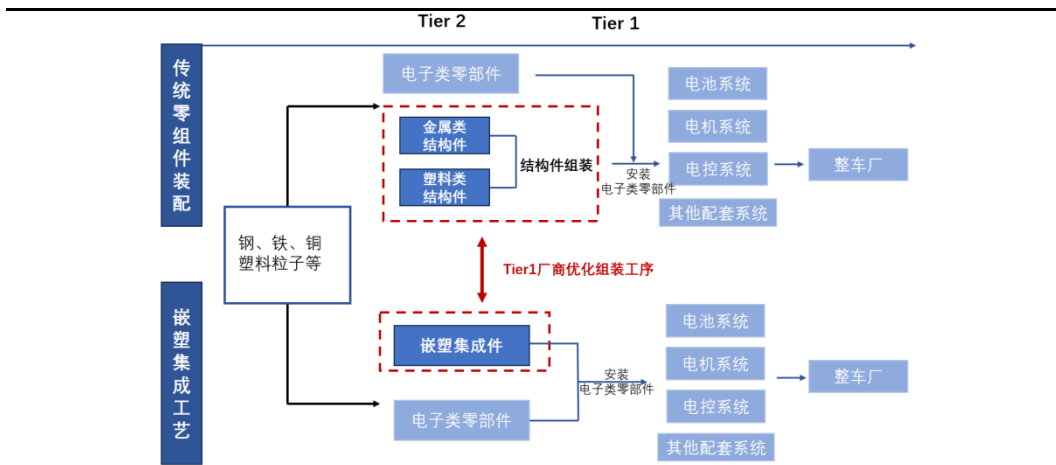 Tier 2
Tier 1
传统零组件装配
电子类零部件
金属类
结构件
塑料类
结构件
结构件组装
安装
电子类零部件
电池系统
电机系统
电控系统
其他配套系统
整车厂
钢、铁、铜
塑料粒子等
Tier1厂商优化组装工序
嵌塑集成工艺
嵌塑集成件
电子类零部件
安装
电子类零部件
电池系统
电机系统
电控系统
其他配套系统
整车厂